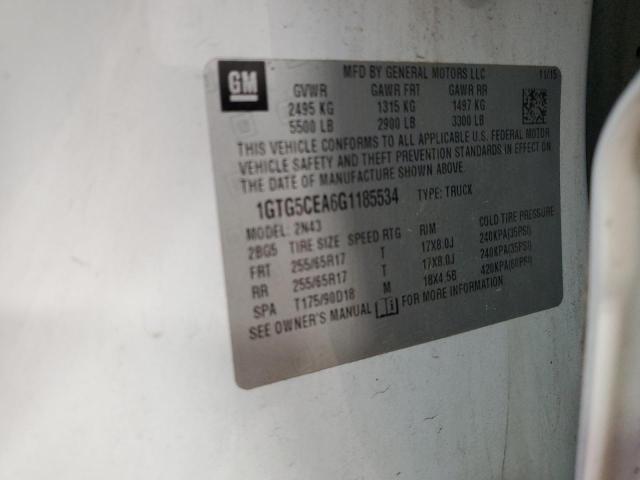 GM
MFD BY GENERAL MOTORS LLC 11/15
GVWR GAWR FRT GAWR RR
2495 KG 1315 KG 1497 KG
5500 LB 2900 LB 3300 LB
THIS VEHICLE CONFORMS TO ALL APPLICABLE U.S. FEDERAL MOTOR
VEHICLE SAFETY AND THEFT PREVENTION STANDARDS IN EFFECT ON
THE DATE OF MANUFACTURE SHOWN ABOVE.
1GTG5CEA6G1185534 TYPE: TRUCK
MODEL: 2N43
2BG5 TIRE SIZE SPEED RTG RIM COLD TIRE PRESSURE
FRT 255/65R17 T 17X8.0J 240KPA(35PSI)
RR 255/65R17 T 17X8.0J 240KPA(35PSI)
SPA T175/90D18 M 18X4.5B 420KPA(60PSI)
SEE OWNER'S MANUAL FOR MORE INFORMATION